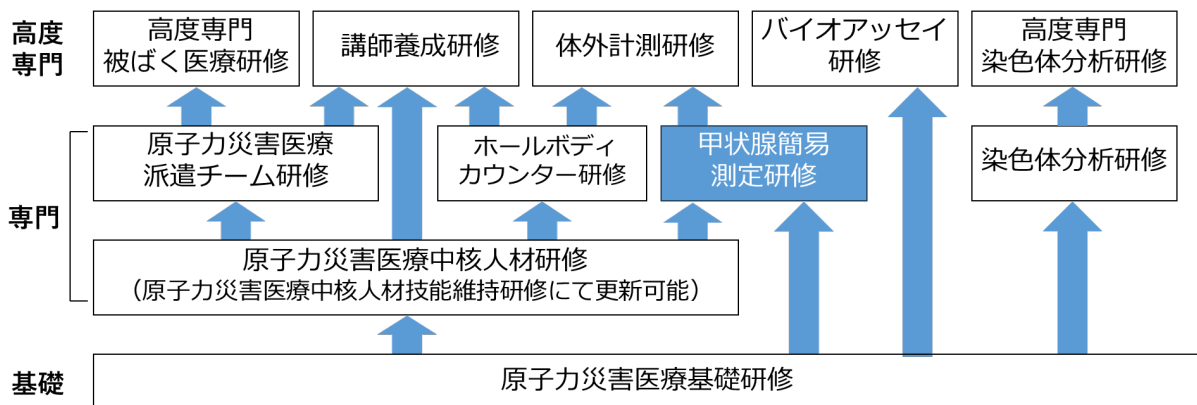 高度
専門
高度専門
被ばく医療研修
講師養成研修
体外計測研修
バイオアッセイ
研修
高度専門
染色体分析研修
専門
原子力災害医療
派遣チーム研修
ホールボディ
カウンター研修
甲状腺簡易
測定研修
染色体分析研修
原子力災害医療中核人材研修
（原子力災害医療中核人材技能維持研修にて更新可能）
基礎
原子力災害医療基礎研修